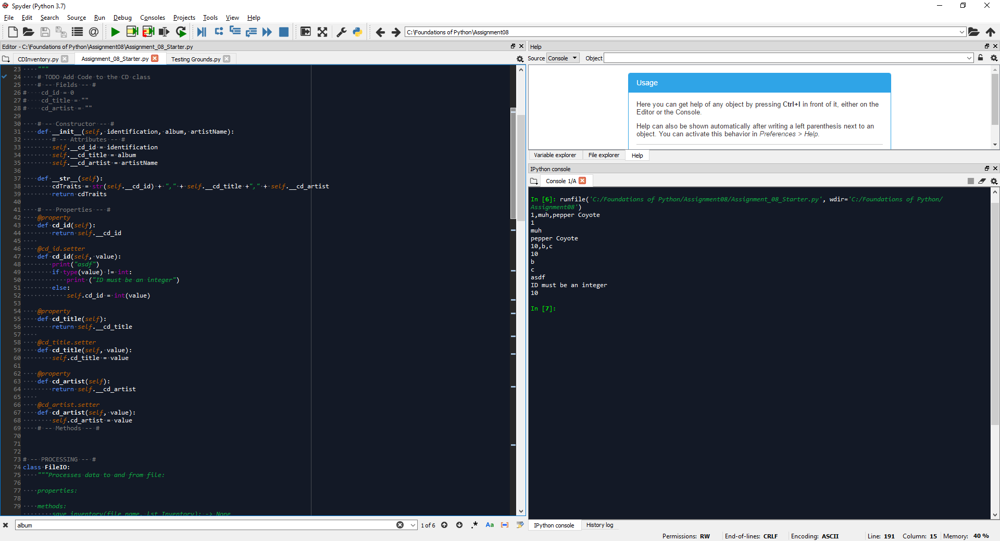 Spyder (Python 3.7)
File Edit Search Source Run Debug Consoles Projects Tools View Help
C:\Foundations of Python\Assignment08
Editor - C:\Foundations of Python\Assignment08\Assignment_08_Starter.py
CDInventory.py Assignment_08_Starter.py Testing Grounds.py
23 """
24 # TODO Add Code to the CD class
25 # -- Fields -- #
26 # cd_id = 0
27 # cd_title = ""
28 # cd_artist = ""
29
30 # -- Constructor -- #
31 def __init__(self, identification, album, artistName):
32 # -- Attributes -- #
33 self.__cd_id = identification
34 self.__cd_title = album
35 self.__cd_artist = artistName
36
37 def __str__(self):
38 cdTraits = str(self.__cd_id) + "," + self.__cd_title +"," + self.__cd_artist
39 return cdTraits
40
41 # -- Properties -- #
42 @property
43 def cd_id(self):
44 return self.__cd_id
45
46 @cd_id.setter
47 def cd_id(self, value):
48 print("asdf")
49 if type(value) != int:
50 print ("ID must be an integer")
51 else:
52 self.cd_id = int(value)
53
54 @property
55 def cd_title(self):
56 return self.__cd_title
57
58 @cd_title.setter
59 def cd_title(self, value):
60 self.cd_title = value
61
62 @property
63 def cd_artist(self):
64 return self.__cd_artist
65
66 @cd_artist.setter
67 def cd_artist(self, value):
68 self.cd_artist = value
69 # -- Methods -- #
70
71
72
73 # -- PROCESSING -- #
74 class FileIO:
75 """Processes data to and from file:
76
77 properties:
78
79 methods:
save_inventory(file_name, lst_Inventory): -> None
album 1 of 6 .* Aa
Help
Source Console Object
Usage
Here you can get help of any object by pressing Ctrl+I in front of it, either on the
Editor or the Console.
Help can also be shown automatically after writing a left parenthesis next to an
object. You can activate this behavior in Preferences > Help.
Variable explorer File explorer Help
IPython console
Console 1/A
In [6]: runfile('C:/Foundations of Python/Assignment08/Assignment_08_Starter.py', wdir='C:/Foundations of Python/
Assignment08')
1,muh,pepper Coyote
1
muh
pepper Coyote
10,b,c
10
b
c
asdf
ID must be an integer
10
In [7]:
IPython console History log
Permissions: RW End-of-lines: CRLF Encoding: ASCII Line: 191 Column: 15 Memory: 40 %